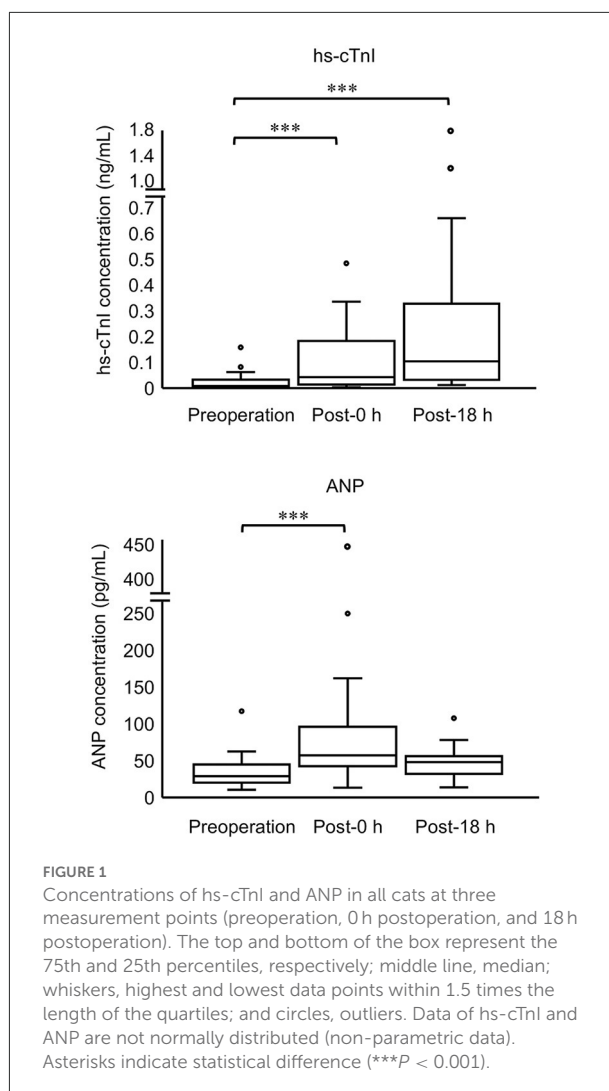 hs-cTnI
***
***
hs-cTnI concentration (ng/mL)
1.8
1.4
1.0
0.7
0.6
0.5
0.4
0.3
0.2
0.1
0
Preoperation Post-0 h Post-18 h
ANP
***
ANP concentration (pg/mL)
450
400
250
200
150
100
50
0
Preoperation Post-0 h Post-18 h
FIGURE 1
Concentrations of hs-cTnI and ANP in all cats at three
measurement points (preoperation, 0 h postoperation, and 18 h
postoperation). The top and bottom of the box represent the
75th and 25th percentiles, respectively; middle line, median;
whiskers, highest and lowest data points within 1.5 times the
length of the quartiles; and circles, outliers. Data of hs-cTnI and
ANP are not normally distributed (non-parametric data).
Asterisks indicate statistical difference (***P < 0.001).